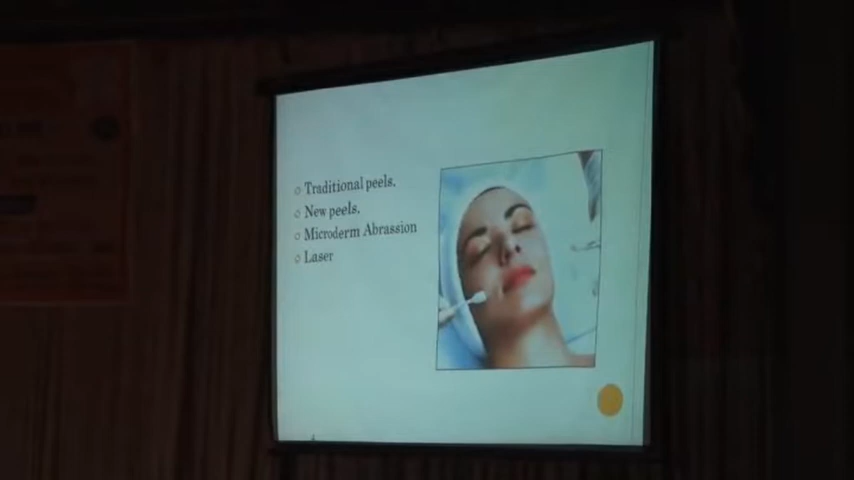 Traditional peels.
New peels.
Microderm Abrassion
Laser